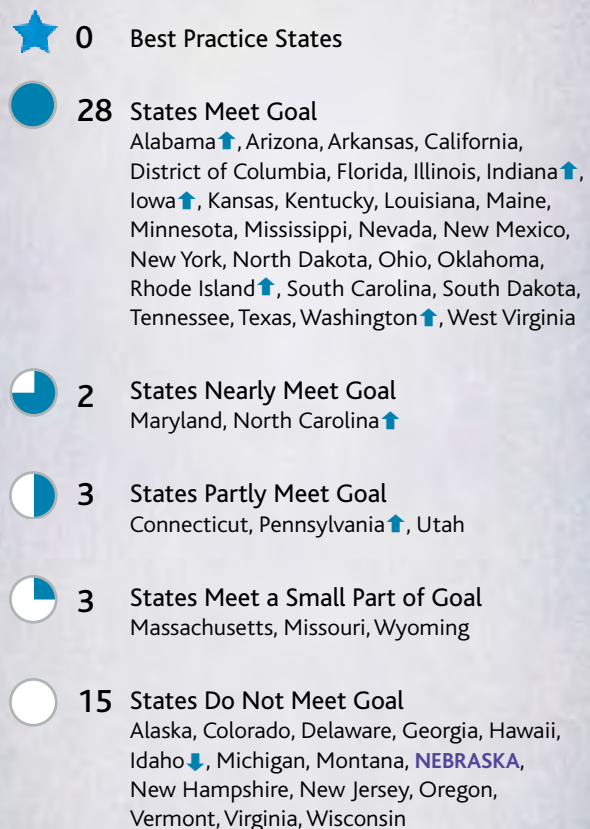 0 Best Practice States
28 States Meet Goal
Alabama⬆, Arizona, Arkansas, California,
District of Columbia, Florida, Illinois, Indiana⬆,
Iowa⬆, Kansas, Kentucky, Louisiana, Maine,
Minnesota, Mississippi, Nevada, New Mexico,
New York, North Dakota, Ohio, Oklahoma,
Rhode Island⬆, South Carolina, South Dakota,
Tennessee, Texas, Washington⬆, West Virginia
2 States Nearly Meet Goal
Maryland, North Carolina⬆
3 States Partly Meet Goal
Connecticut, Pennsylvania⬆, Utah
3 States Meet a Small Part of Goal
Massachusetts, Missouri, Wyoming
15 States Do Not Meet Goal
Alaska, Colorado, Delaware, Georgia, Hawaii,
Idaho⬇, Michigan, Montana, NEBRASKA,
New Hampshire, New Jersey, Oregon,
Vermont, Virginia, Wisconsin